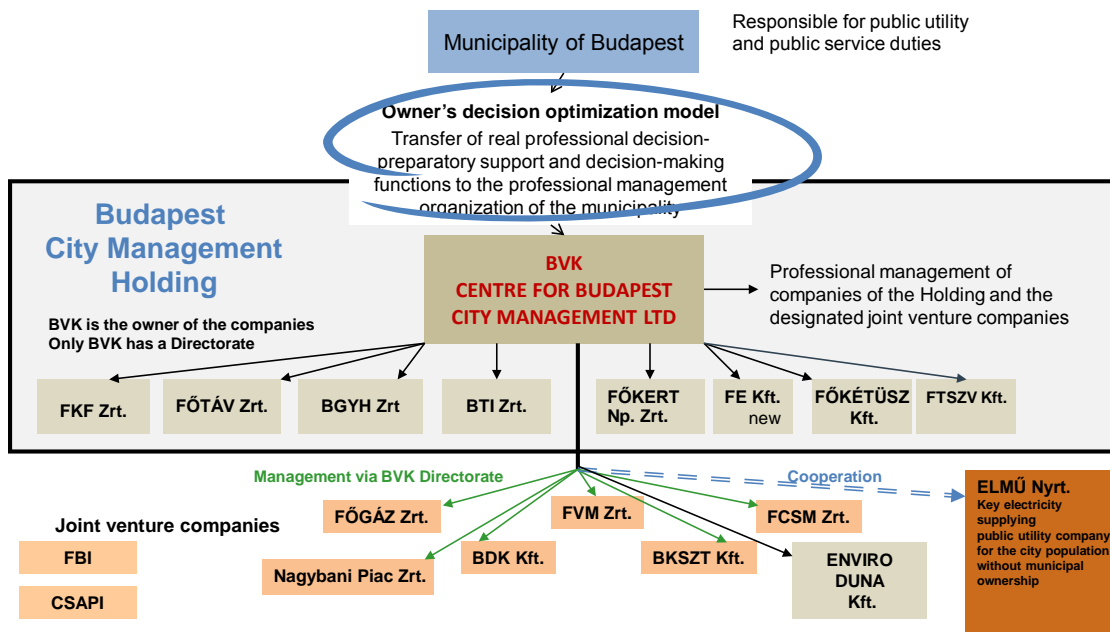 Municipality of Budapest
Responsible for public utility
and public service duties
Owner's decision optimization model
Transfer of real professional decision-
preparatory support and decision-making
functions to the professional management
organization of the municipality
Budapest
City Management
Holding
BVK is the owner of the companies
Only BVK has a Directorate
BVK
CENTRE FOR BUDAPEST
CITY MANAGEMENT LTD
Professional management of
companies of the Holding and the
designated joint venture companies
FKF Zrt.
FŐTÁV Zrt.
BGYH Zrt
BTI Zrt.
FŐKERT
Np. Zrt.
FE Kft.
new
FŐKÉTÜSZ
Kft.
FTSZV Kft.
Management via BVK Directorate
Cooperation
Joint venture companies
FBI
CSAPI
FŐGÁZ Zrt.
FVM Zrt.
FCSM Zrt.
Nagybani Piac Zrt.
BDK Kft.
BKSZT Kft.
ENVIRO
DUNA
Kft.
ELMŰ Nyrt.
Key electricity
supplying
public utility company
for the city population
without municipal
ownership